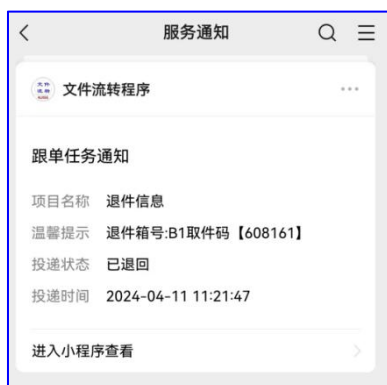 服务通知
文件流转程序
跟单任务通知
项目名称 退件信息
温馨提示 退件箱号:B1取件码【608161】
投递状态 已退回
投递时间 2024-04-11 11:21:47
进入小程序查看